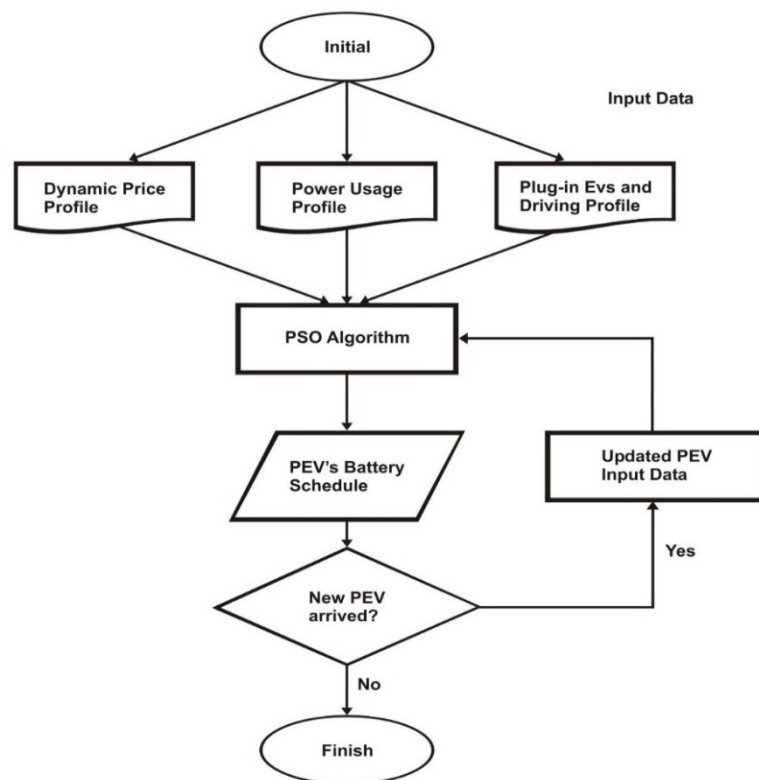 Initial
Input Data
Dynamic Price
Profile
Power Usage
Profile
Plug-in Evs and
Driving Profile
PSO Algorithm
PEV's Battery
Schedule
Updated PEV
Input Data
Yes
New PEV
arrived?
No
Finish